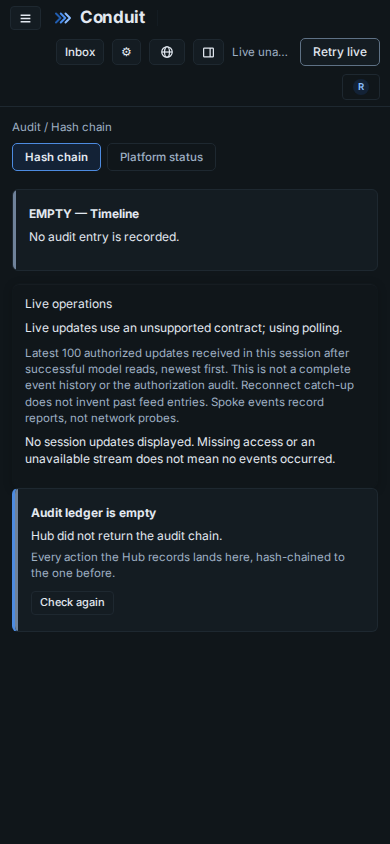 Conduit
Inbox
Live una...
Retry live
R
Audit / Hash chain
Hash chain
Platform status
EMPTY — Timeline
No audit entry is recorded.
Live operations
Live updates use an unsupported contract; using polling.
Latest 100 authorized updates received in this session after
successful model reads, newest first. This is not a complete
event history or the authorization audit. Reconnect catch-up
does not invent past feed entries. Spoke events record
reports, not network probes.
No session updates displayed. Missing access or an
unavailable stream does not mean no events occurred.
Audit ledger is empty
Hub did not return the audit chain.
Every action the Hub records lands here, hash-chained to
the one before.
Check again